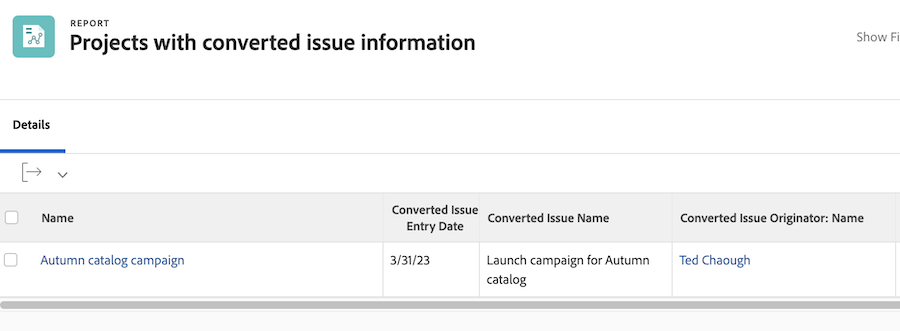 REPORT
Projects with converted issue information
Show Fi
Details
Name
Converted Issue
Entry Date
Converted Issue Name
Converted Issue Originator: Name
Autumn catalog campaign
3/31/23
Launch campaign for Autumn
catalog
Ted Chaough